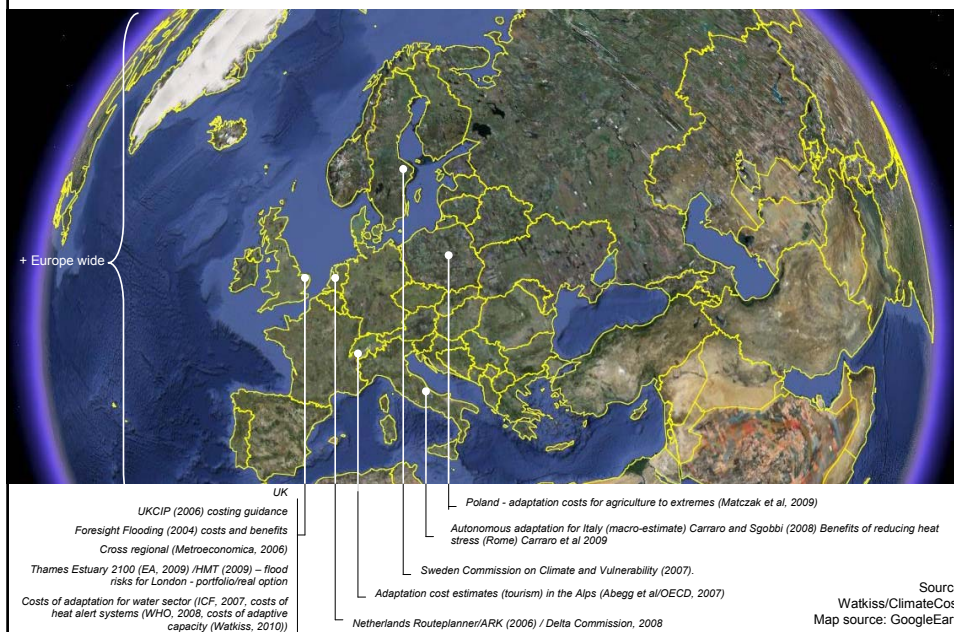 + Europe wide
UK
UKCIP (2006) costing guidance
Foresight Flooding (2004) costs and benefits
Cross regional (Metroeconomica, 2006)
Thames Estuary 2100 (EA, 2009) /HMT (2009) – flood
risks for London - portfolio/real option
Costs of adaptation for water sector (ICF, 2007, costs of
heat alert systems (WHO, 2008, costs of adaptive
capacity (Watkiss, 2010))
Poland - adaptation costs for agriculture to extremes (Matczak et al, 2009)
Autonomous adaptation for Italy (macro-estimate) Carraro and Sgobbi (2008) Benefits of reducing heat
stress (Rome) Carraro et al 2009
Sweden Commission on Climate and Vulnerability (2007).
Adaptation cost estimates (tourism) in the Alps (Abegg et al/OECD, 2007)
Netherlands Routeplanner/ARK (2006) / Delta Commission, 2008
Sourc
Watkiss/ClimateCos
Map source: GoogleEar